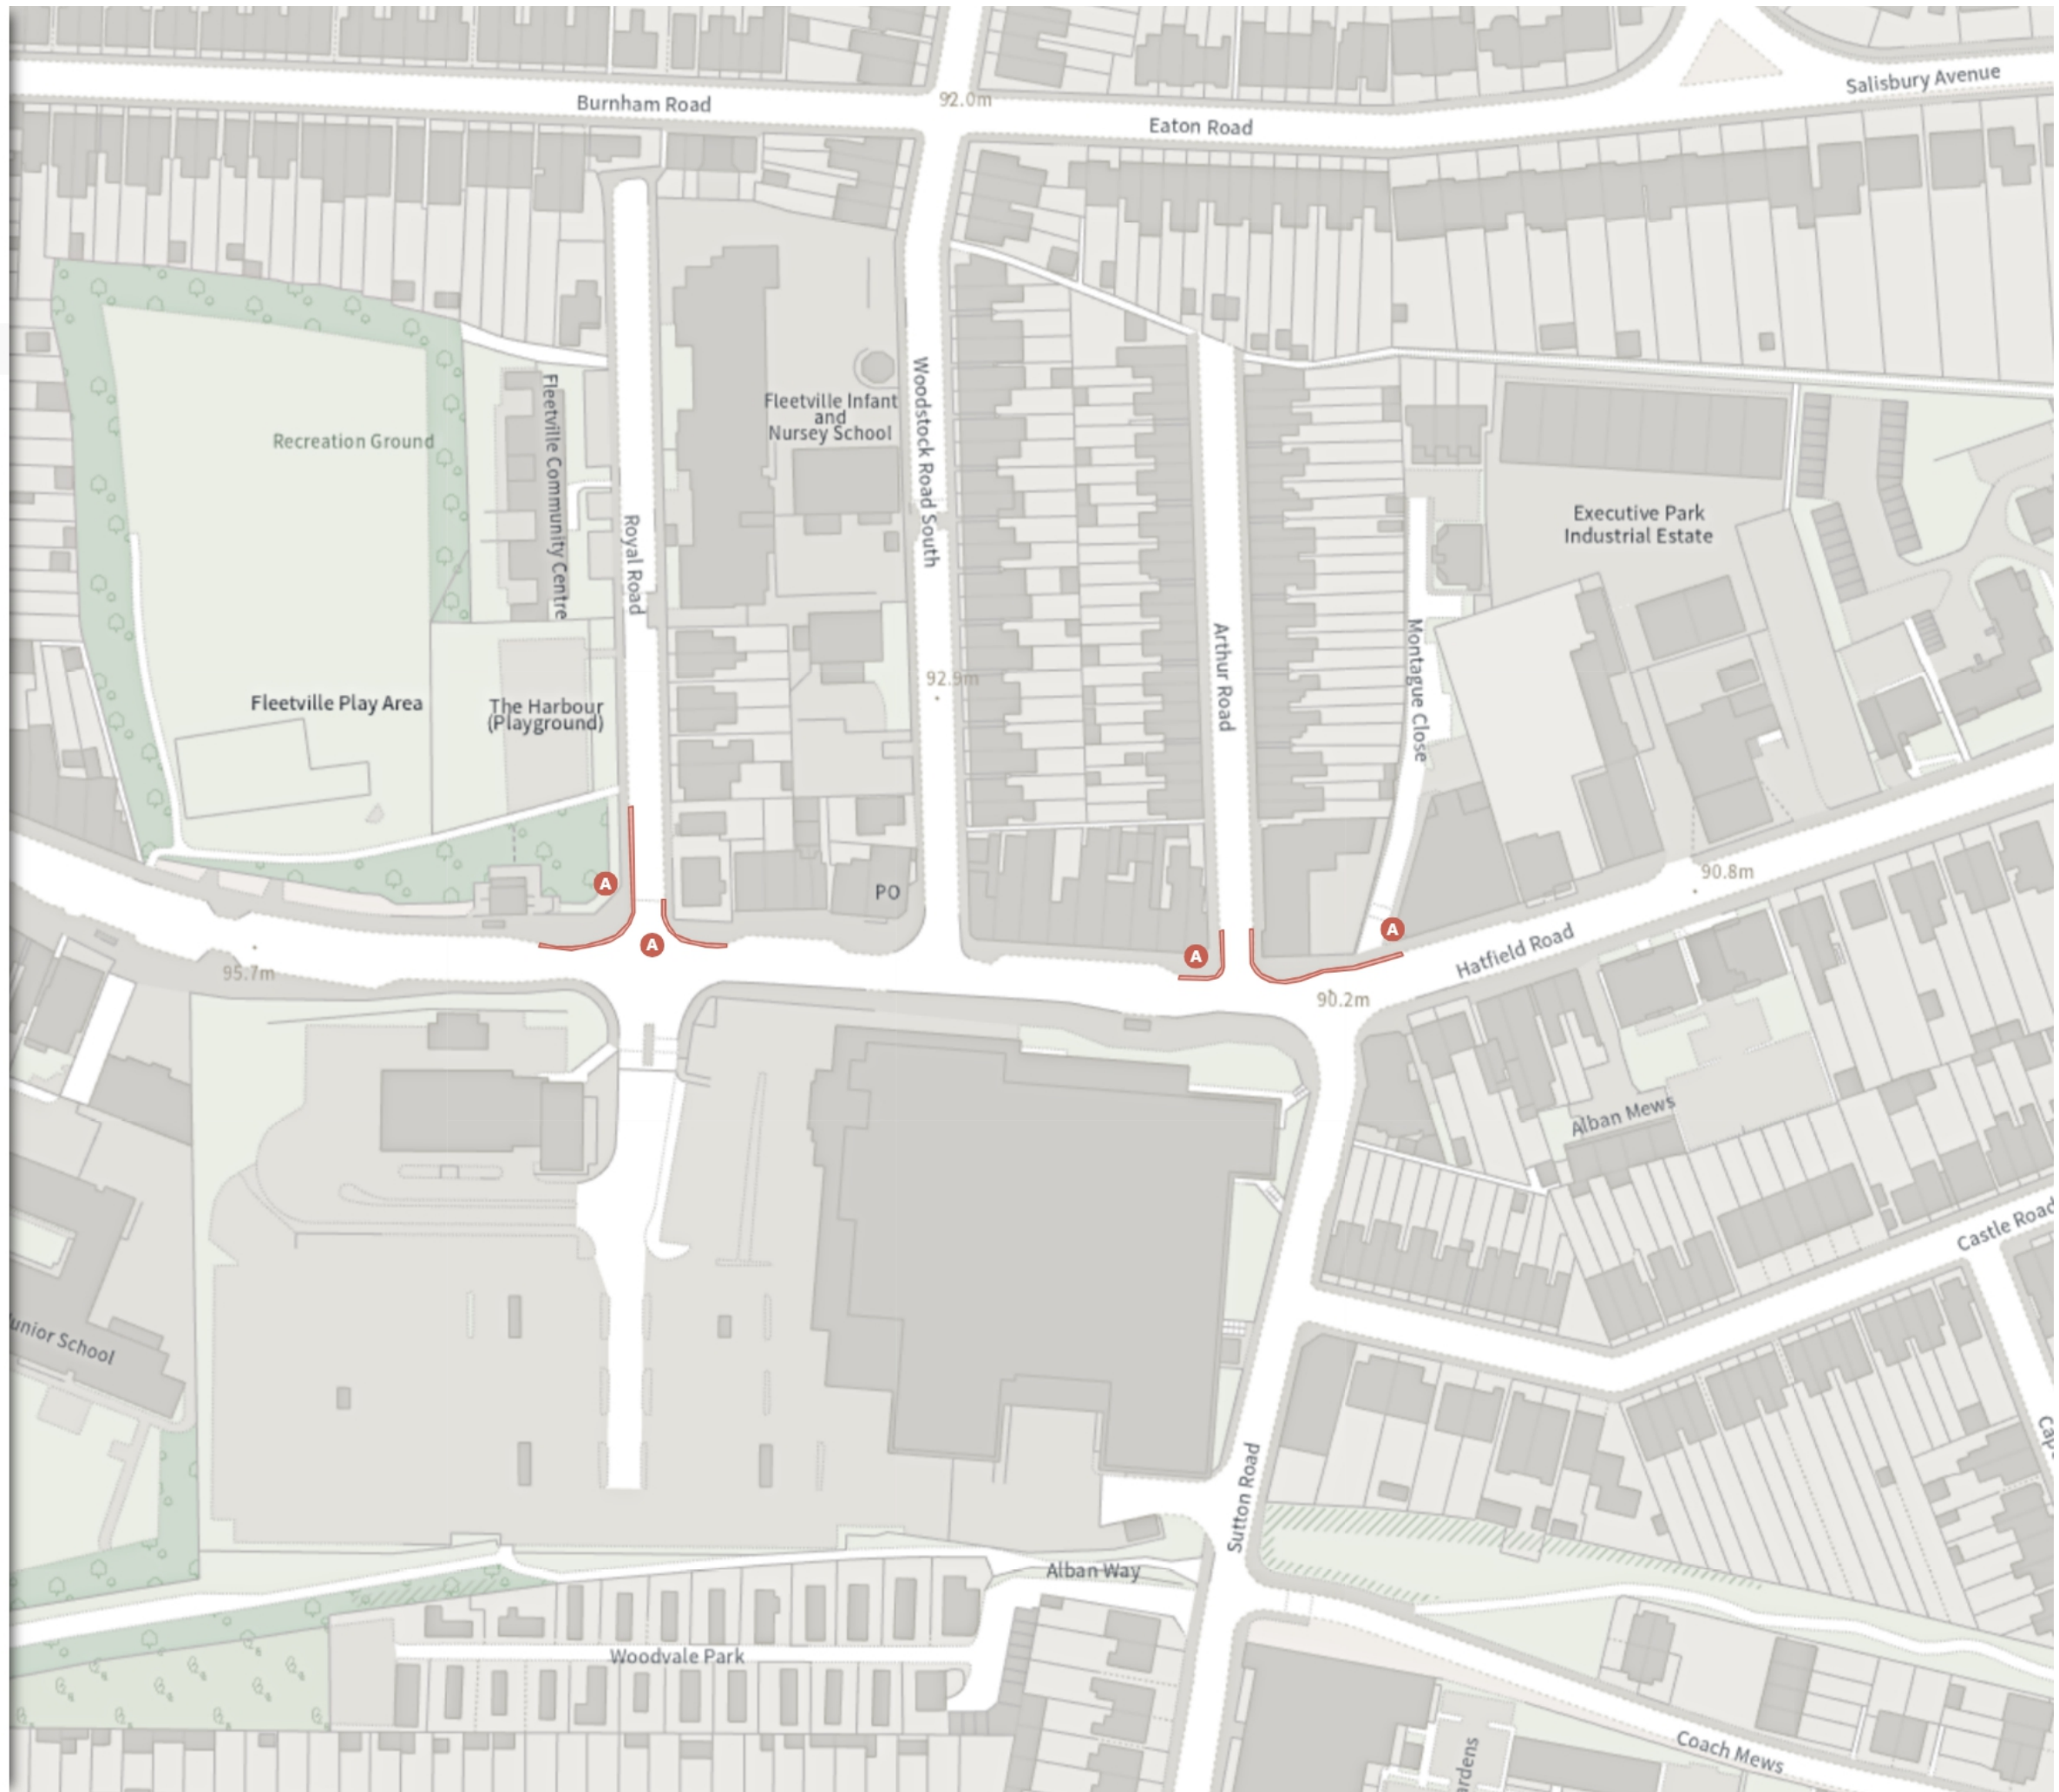 Salisbury Avenue
Burnham Road
92.0m
Eaton Road
Fleetville Infant
and
Nursey School
Recreation Ground
Fleetville Community Centre
Royal Road
Woodstock Road South
Executive Park
Industrial Estate
Arthur Road
Montague Close
92.9m
Fleetville Play Area
The Harbour
(Playground)
90.8m
A
PO
A
A
A
Hatfield Road
95.7m
90.2m
Alban Mews
Castle Road
unior School
Sutton Road
Alban Way
Woodvale Park
Coach Mews
ardens